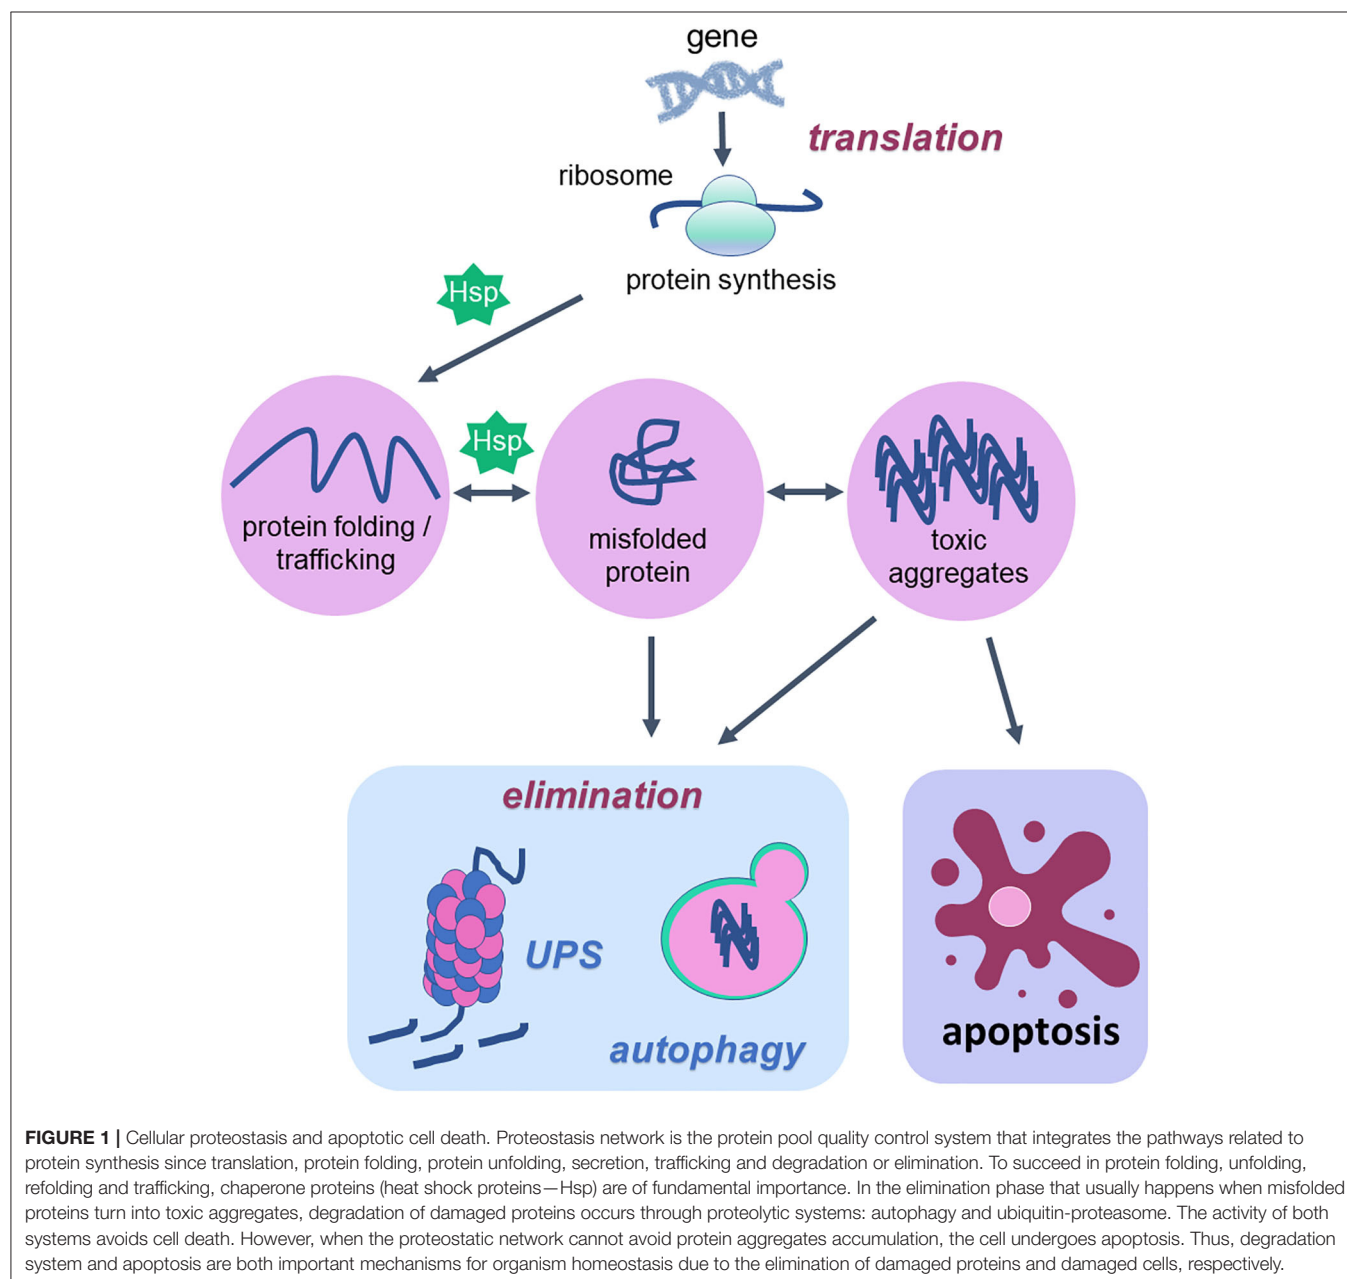 gene
translation
ribosome
protein synthesis
Hsp
Hsp
protein folding /
trafficking
misfolded
protein
toxic
aggregates
elimination
UPS
autophagy
apoptosis
FIGURE 1 | Cellular proteostasis and apoptotic cell death. Proteostasis network is the protein pool quality control system that integrates the pathways related to
protein synthesis since translation, protein folding, protein unfolding, secretion, trafficking and degradation or elimination. To succeed in protein folding, unfolding,
refolding and trafficking, chaperone proteins (heat shock proteins—Hsp) are of fundamental importance. In the elimination phase that usually happens when misfolded
proteins turn into toxic aggregates, degradation of damaged proteins occurs through proteolytic systems: autophagy and ubiquitin-proteasome. The activity of both
systems avoids cell death. However, when the proteostatic network cannot avoid protein aggregates accumulation, the cell undergoes apoptosis. Thus, degradation
system and apoptosis are both important mechanisms for organism homeostasis due to the elimination of damaged proteins and damaged cells, respectively.